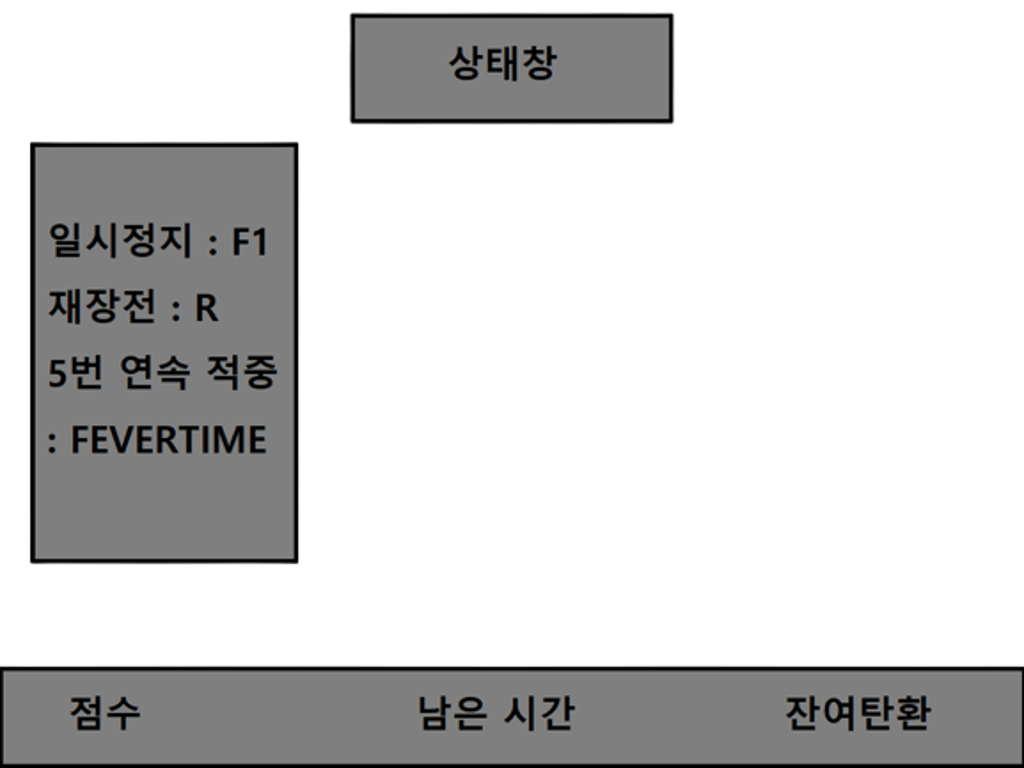 상태창
일시정지 : F1
재장전 : R
5번 연속 적중
: FEVERTIME
점수 남은 시간 잔여탄환